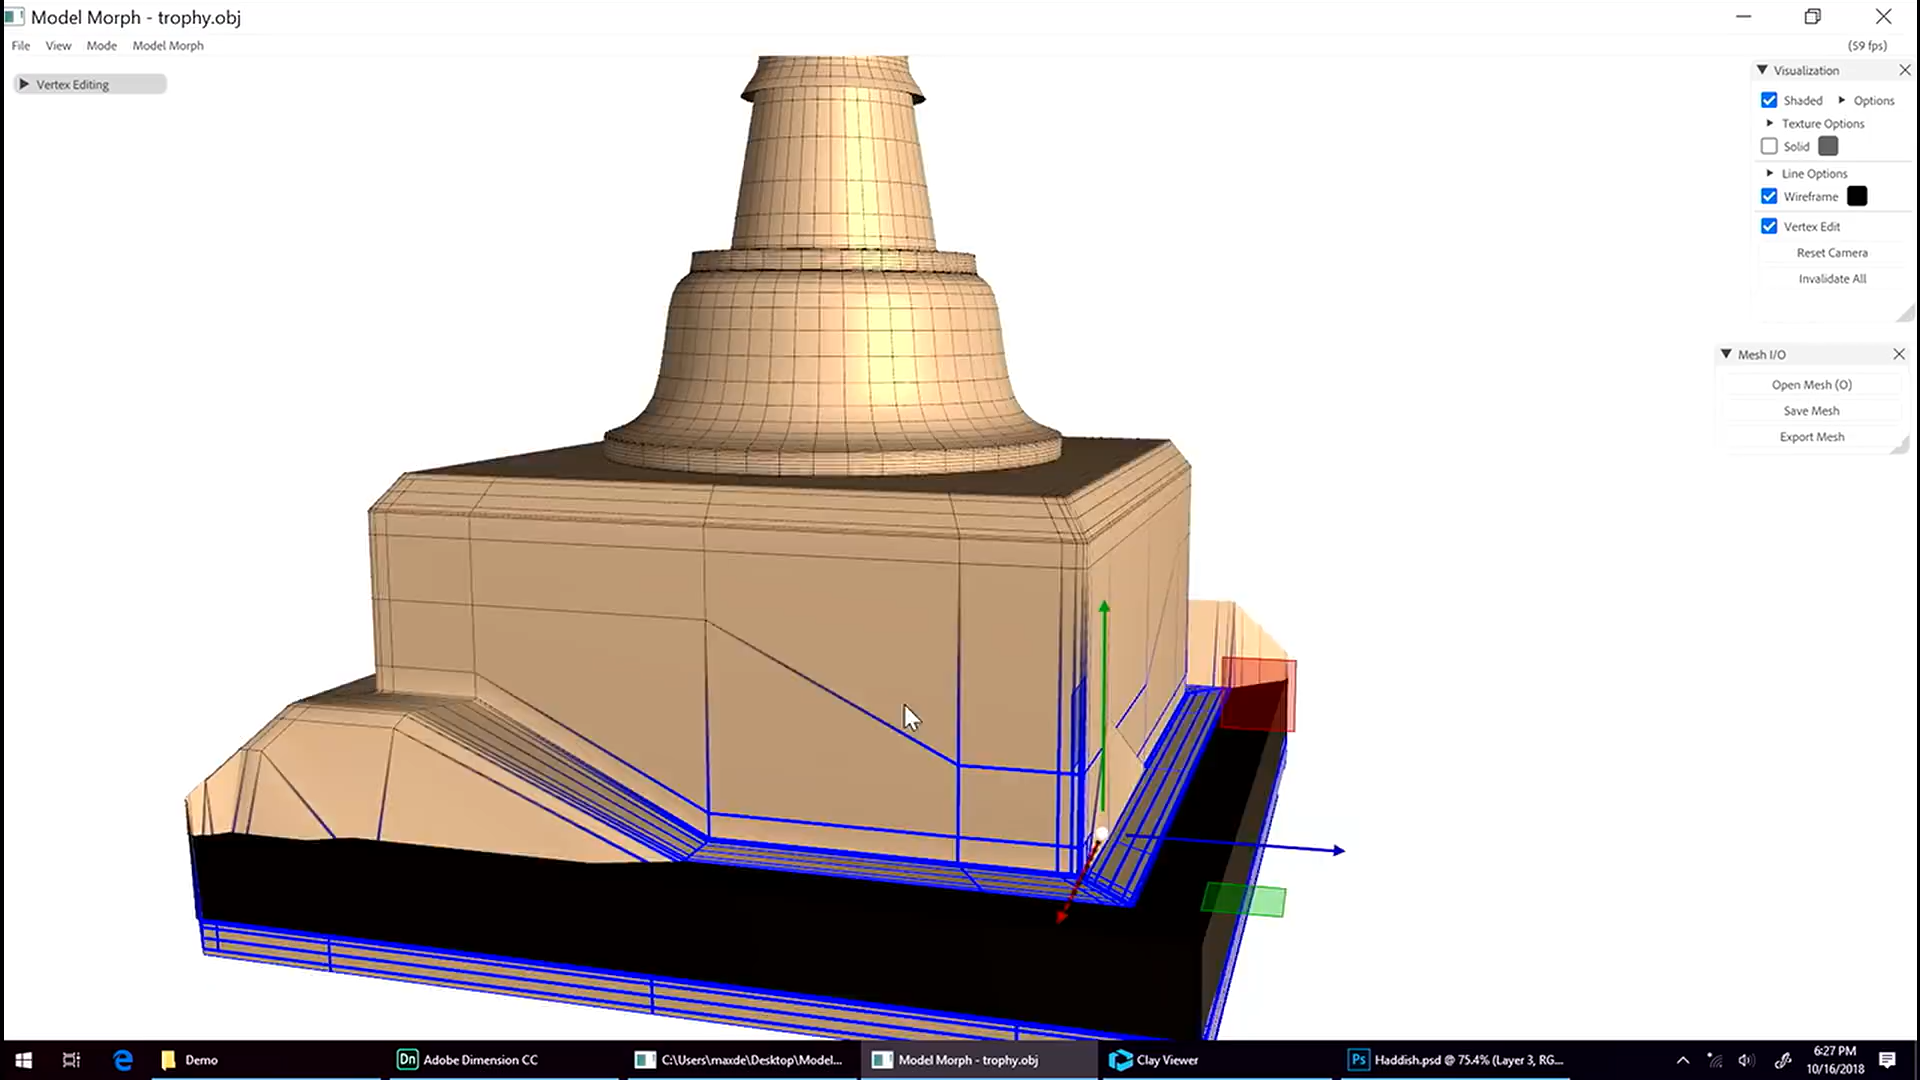 Model Morph - trophy.obj
File View Mode Model Morph
(59 fps)
Vertex Editing
Visualization
Shaded Options
Texture Options
Solid
Line Options
Wireframe
Vertex Edit
Reset Camera
Invalidate All
Mesh I/O
Open Mesh (O)
Save Mesh
Export Mesh
Demo
Dn Adobe Dimension CC
C:\Users\maxde\Desktop\Model...
Model Morph - trophy.obj
Clay Viewer
Ps Haddish.psd @ 75.4% (Layer 3, RG...
6:27 PM
10/16/2018